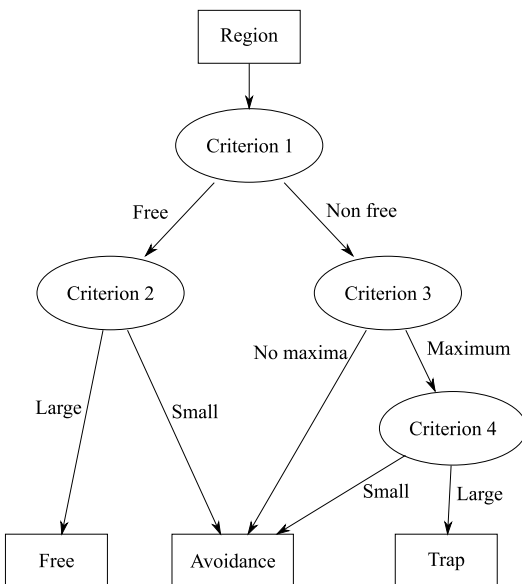 Region
Criterion 1
Free
Non free
Criterion 2
Criterion 3
No maxima
Maximum
Large
Small
Criterion 4
Small
Large
Free
Avoidance
Trap